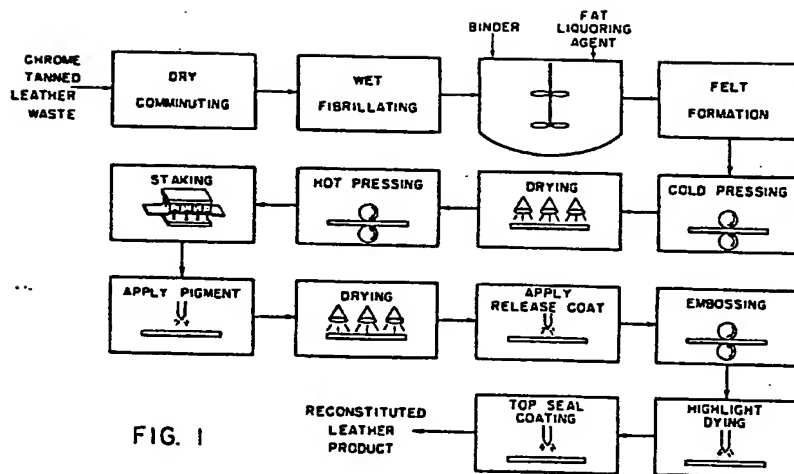 CHROME
TANNED
LEATHER
WASTE
DRY
COMMINUTING
WET
FIBRILLATING
BINDER
FAT
LIQUORING
AGENT
FELT
FORMATION
STAKING
HOT PRESSING
DRYING
COLD PRESSING
APPLY PIGMENT
DRYING
APPLY
RELEASE COAT
EMBOSSING
RECONSTITUTED
LEATHER
PRODUCT
TOP SEAL
COATING
HIGHLIGHT
DYING
FIG. 1